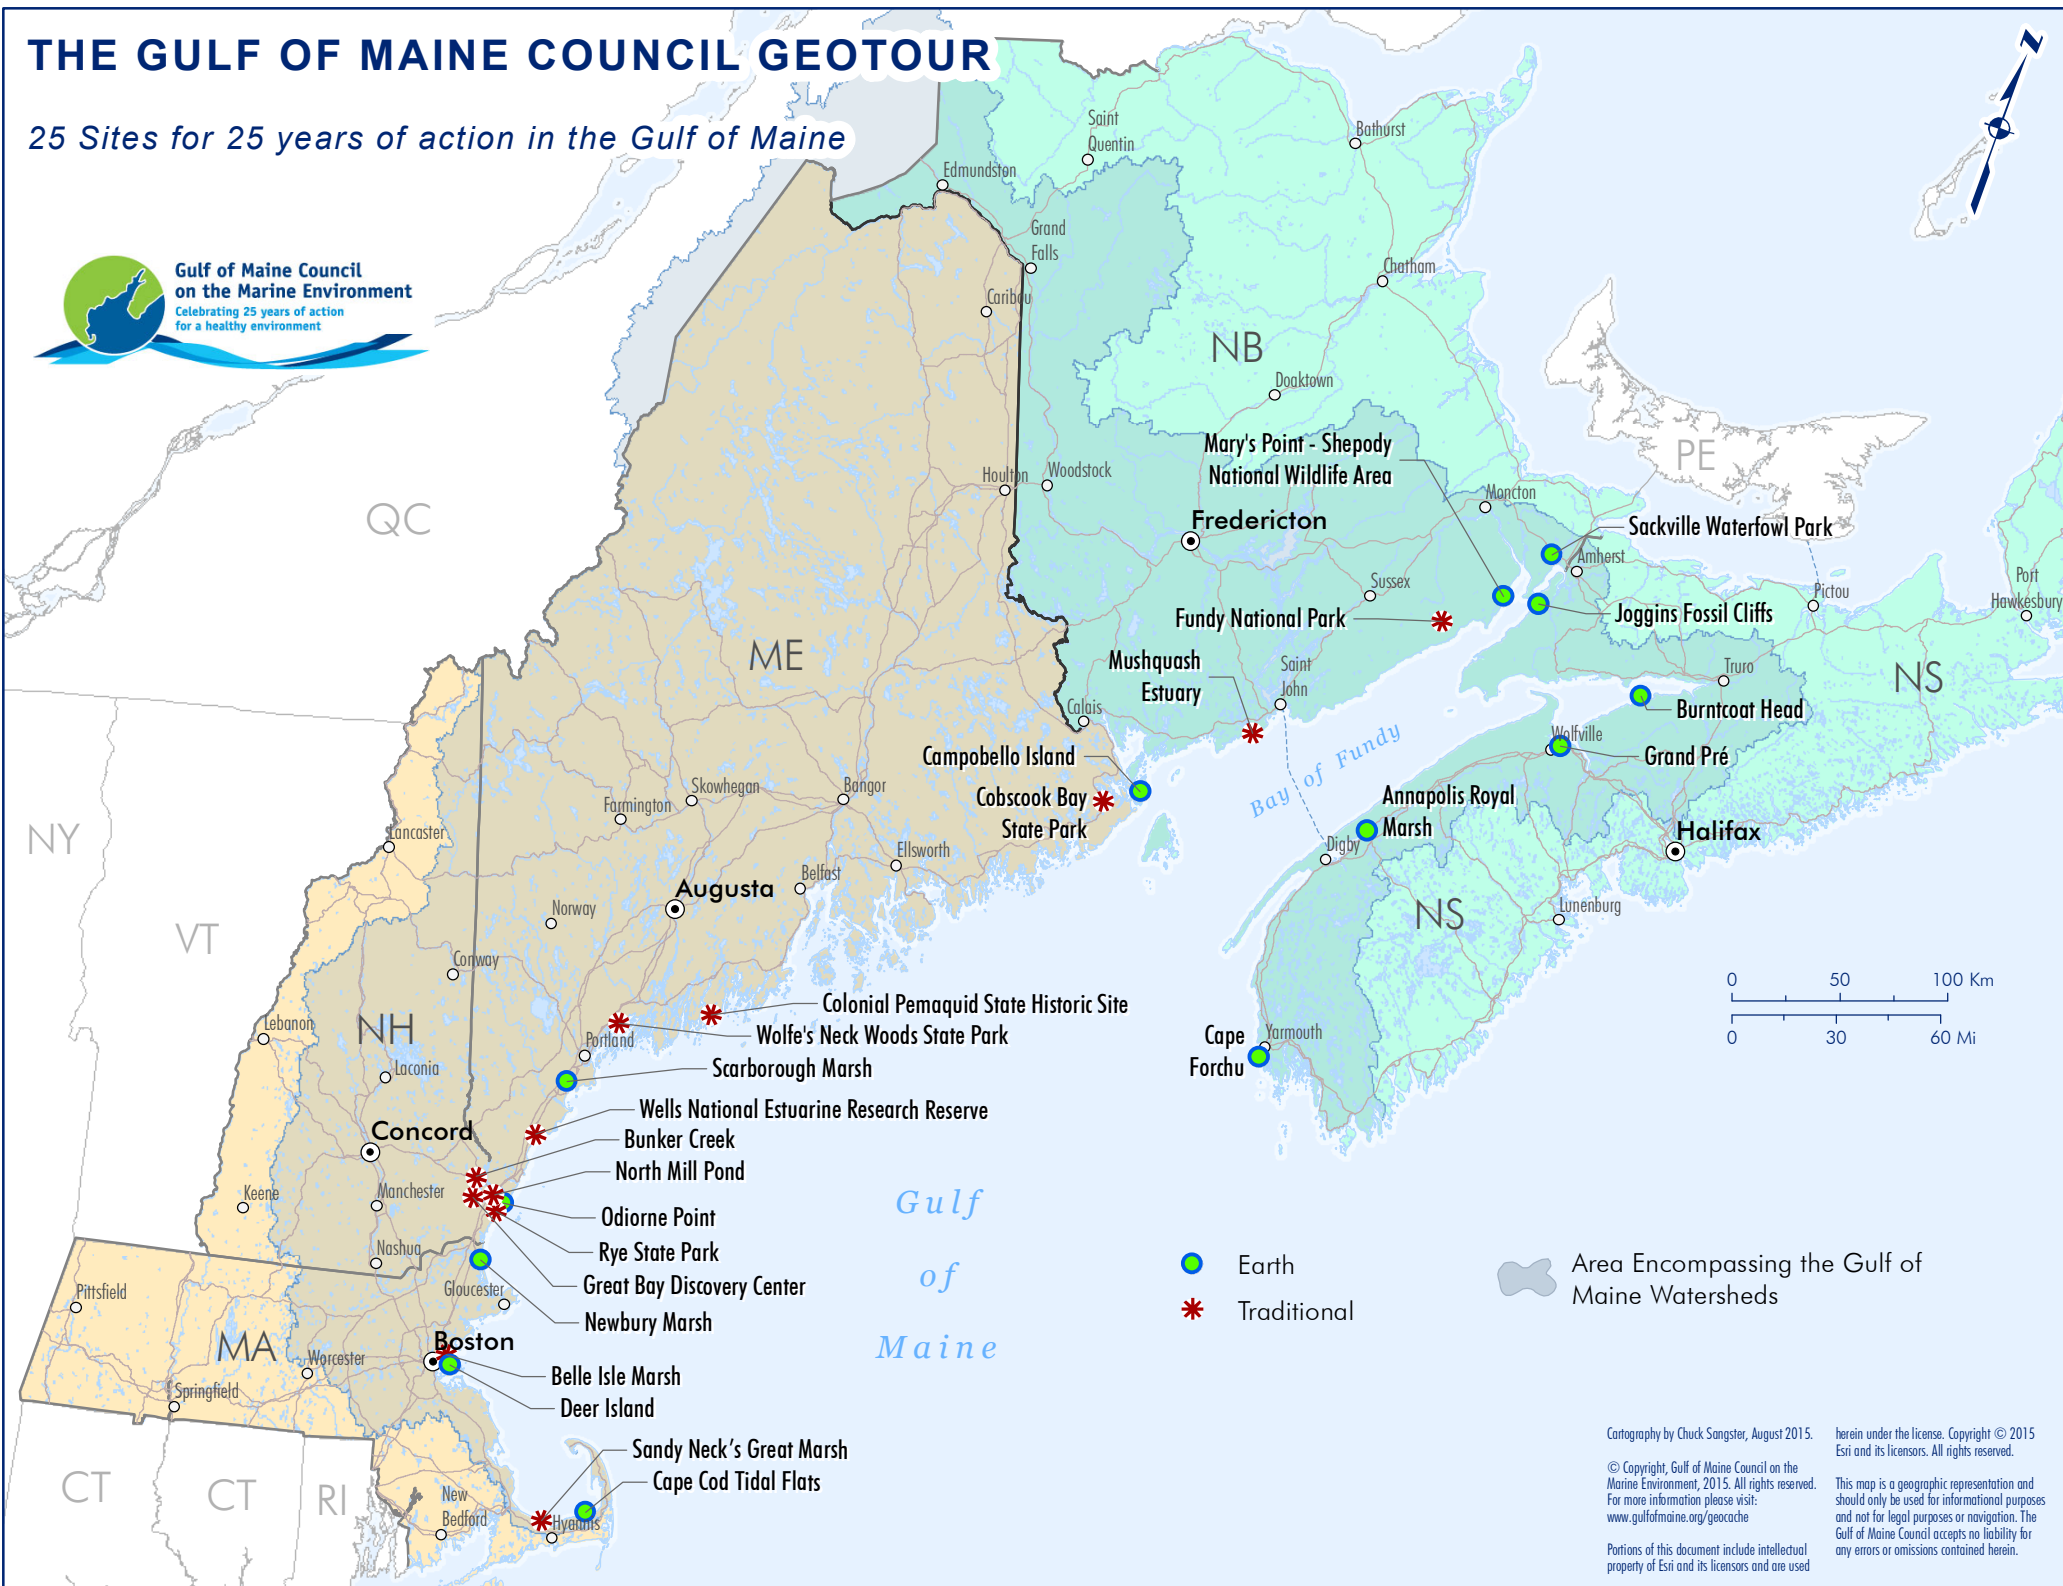 THE GULF OF MAINE COUNCIL GEOTOUR
25 Sites for 25 years of action in the Gulf of Maine
N
Gulf of Maine Council
on the Marine Environment
Celebrating 25 years of action
for a healthy environment
Saint
Quentin
Bathurst
Edmundston
Grand
Falls
Chatham
Caribou
NB
Doaktown
Mary's Point - Shepody
National Wildlife Area
PE
Houlton
Woodstock
Moncton
QC
Fredericton
Sackville Waterfowl Park
Amherst
Sussex
Port
Hawkesbury
Pictou
Fundy National Park
Joggins Fossil Cliffs
ME
Mushquash
Estuary
Saint
John
Truro
NS
Calais
Burntcoat Head
Wolfville
Bay of Fundy
Campobello Island
Grand Pré
Cobscook Bay
State Park
Skowhegan
Bangor
Farmington
Annapolis Royal
Marsh
NY
Lancaster
Halifax
Digby
Ellsworth
Belfast
Augusta
Norway
Lunenburg
NS
VT
Conway
0 50 100 Km
0 30 60 Mi
Colonial Pemaquid State Historic Site
Wolfe's Neck Woods State Park
Lebanon
NH
Portland
Cape
Forchu
Yarmouth
Laconia
Scarborough Marsh
Wells National Estuarine Research Reserve
Concord
Bunker Creek
North Mill Pond
Keene
Manchester
Odiorne Point
Gulf
of
Maine
Nashua
Rye State Park
Great Bay Discovery Center
Gloucester
Newbury Marsh
Pittsfield
MA
Boston
Worcester
Belle Isle Marsh
Springfield
Deer Island
Earth
Traditional
Area Encompassing the Gulf of
Maine Watersheds
Sandy Neck's Great Marsh
Cape Cod Tidal Flats
CT
CT
RI
New
Bedford
Hyannis
Cartography by Chuck Sangster, August 2015.
© Copyright, Gulf of Maine Council on the
Marine Environment, 2015. All rights reserved.
For more information please visit:
www.gulfofmaine.org/geocache
Portions of this document include intellectual
property of Esri and its licensors and are used
herein under the license. Copyright © 2015
Esri and its licensors. All rights reserved.
This map is a geographic representation and
should only be used for informational purposes
and not for legal purposes or navigation. The
Gulf of Maine Council accepts no liability for
any errors or omissions contained herein.